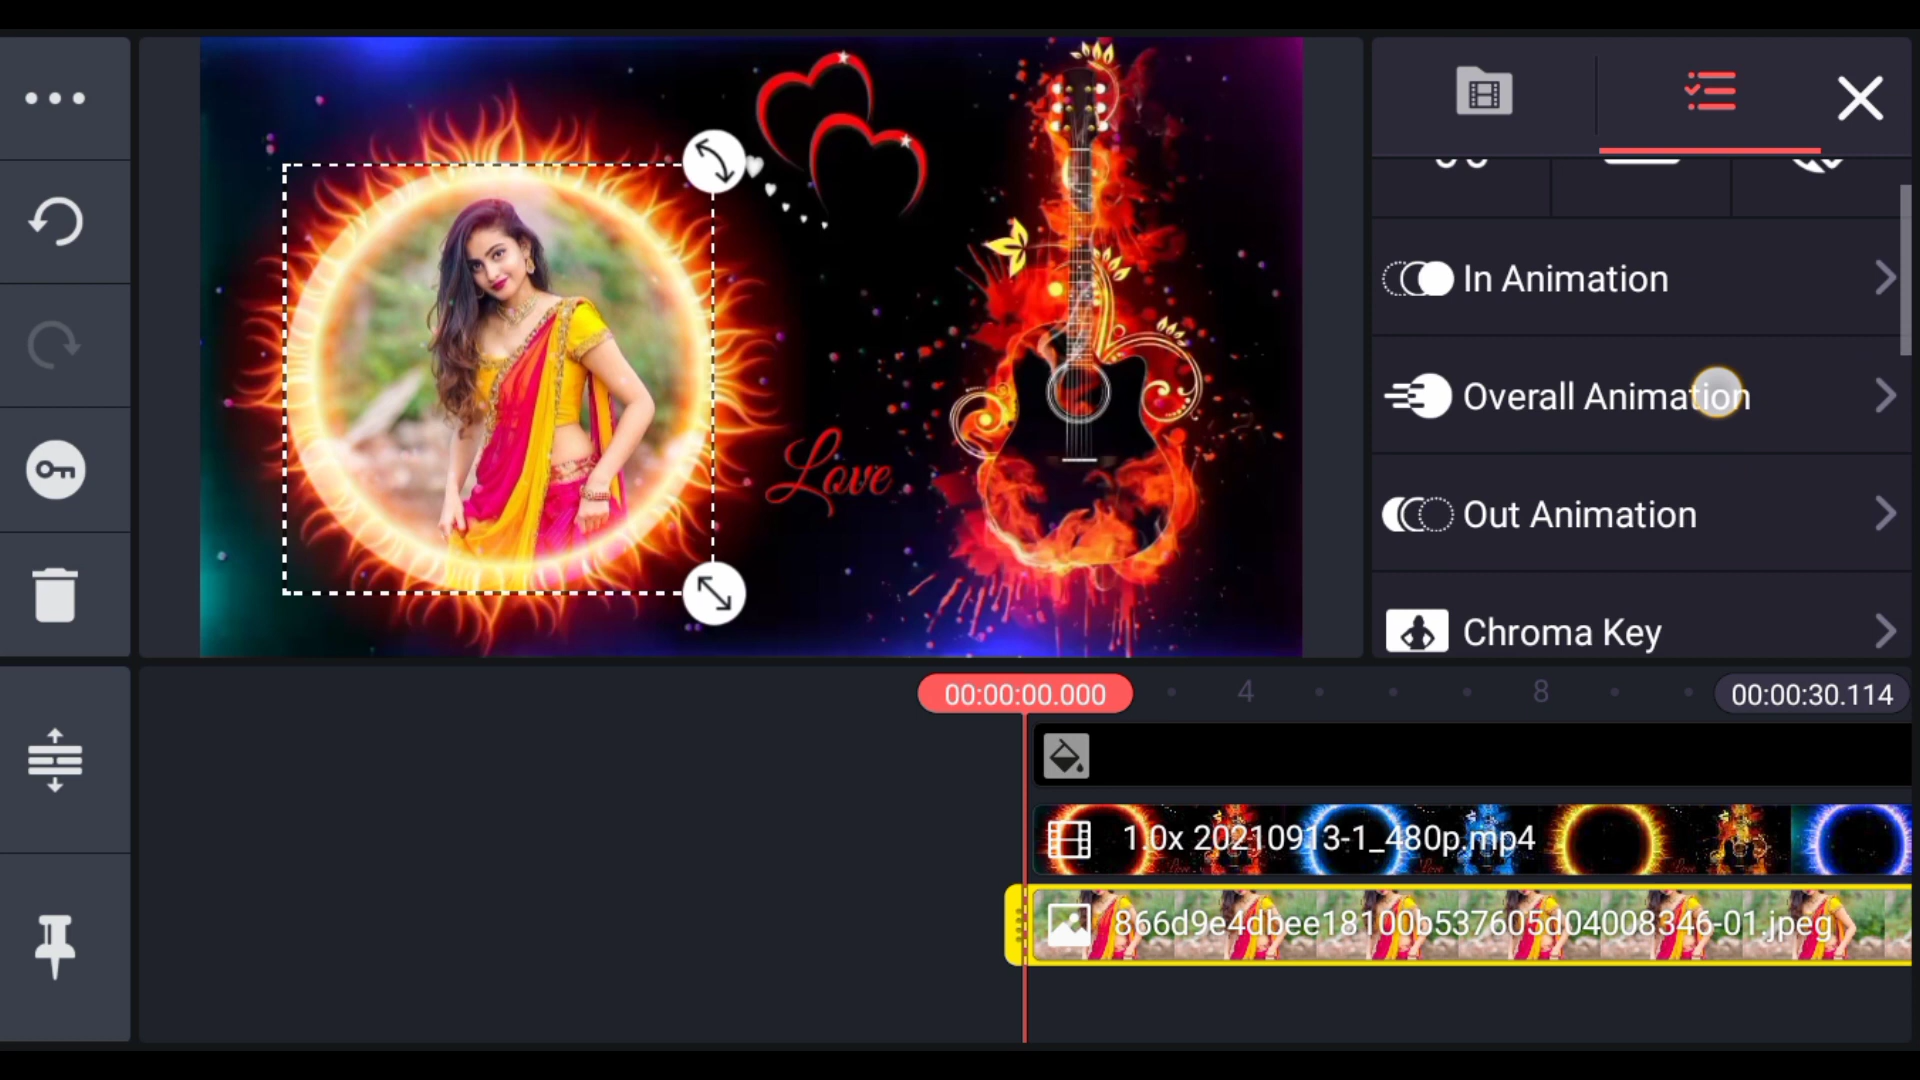 In Animation
Overall Animation
Love
Out Animation
Chroma Key
00:00:00.000
4
8
00:00:30.114
1.0x 20210913-1_480p.mp4
866d9e4dbee18100b537605d04008346-01.jpeg